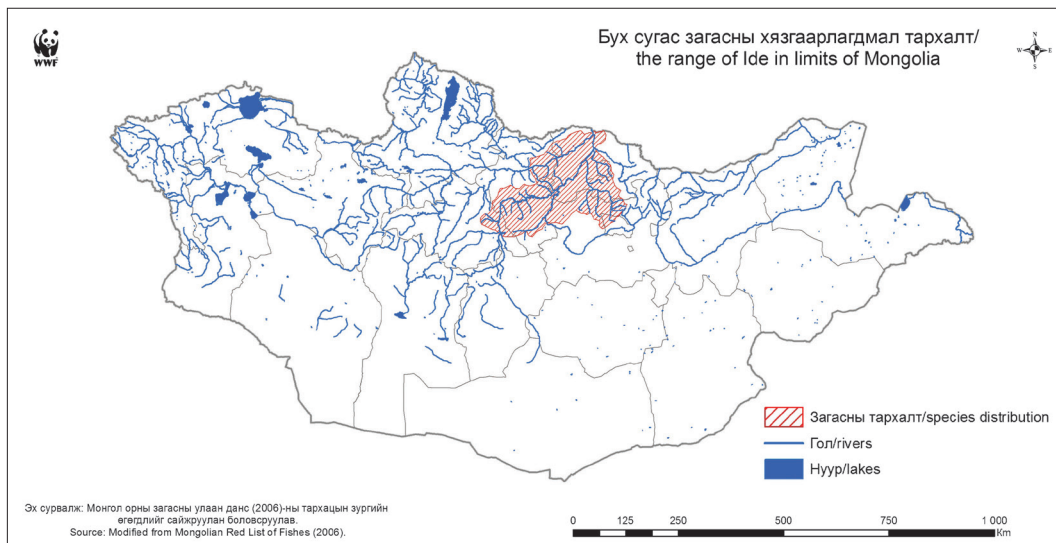 Бух сугас загасны хязгаарлагдмал тархалт/
the range of Ide in limits of Mongolia
WWF
N
W E
S
Загасны тархалт/species distribution
Гол/rivers
Нуур/lakes
Эх сурвалж: Монгол орны загасны улаан данс (2006)-ны тархацын зургийн
өгөгдлийг сайжруулан боловсруулав.
Source: Modified from Mongolian Red List of Fishes (2006).
0 125 250 500 750 1 000
Km